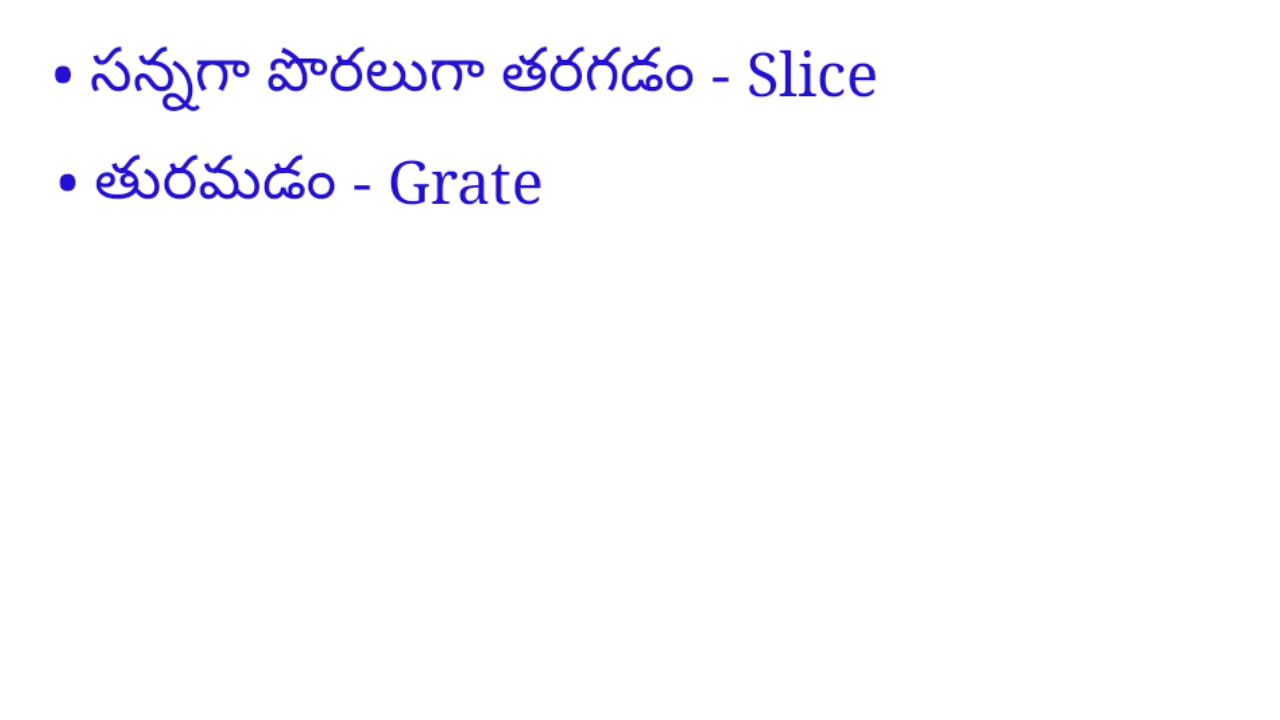 • సన్నగా పొరలుగా తరగడం - Slice
• తురమడం - Grate